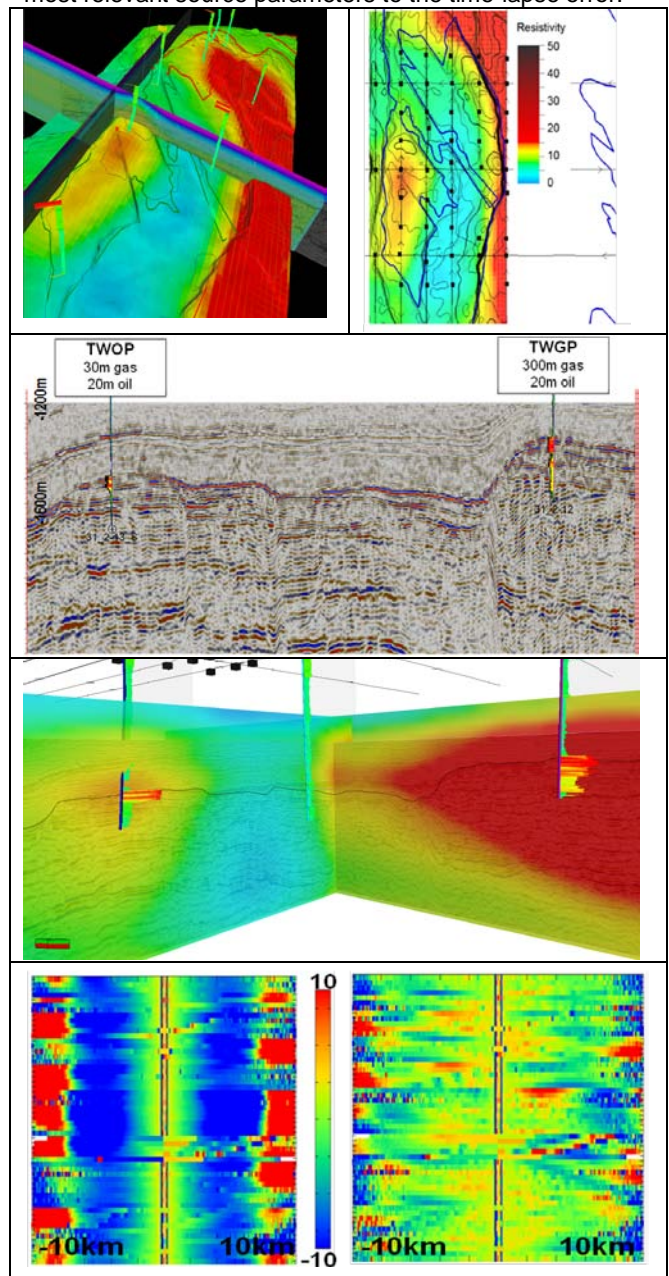 most relevant source parameters to the time-lapse error.
Resistivity
50
40
30
20
10
0
TWOP
30m gas
20m oil
TWGP
300m gas
20m oil
-1200m
-1600m
10
-10km
10km
-10
-10km
10km